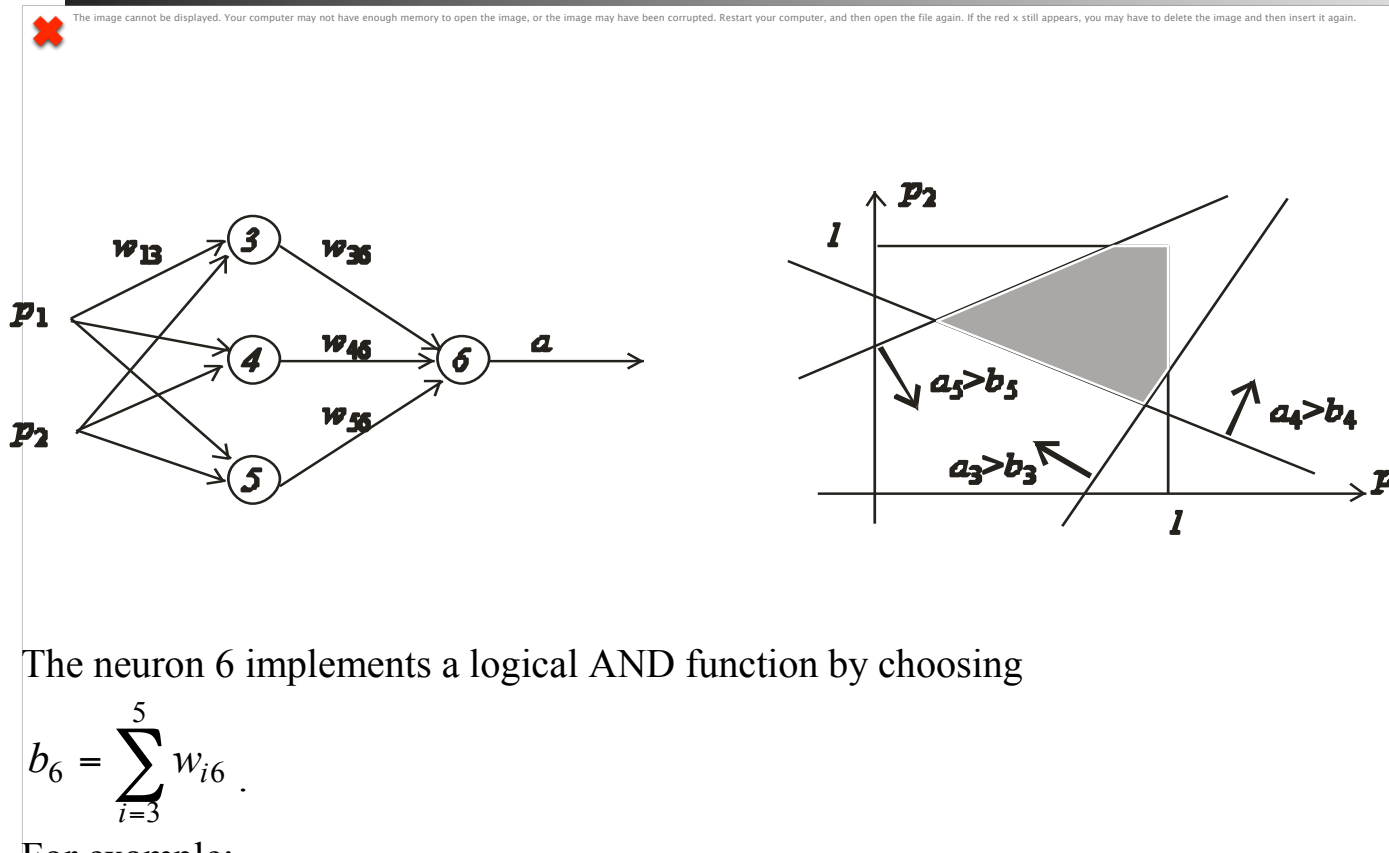 The image cannot be displayed. Your computer may not have enough memory to open the image, or the image may have been corrupted. Restart your computer, and then open the file again. If the red x still appears, you may have to delete the image and then insert it again.
w13
w36
3
p1
w46
4
6
a
w56
p2
5
p2
1
a5>b5
a4>b4
a3>b3
p
1
The neuron 6 implements a logical AND function by choosing
b6 = ∑ i=3 5 wi6 .
For example: